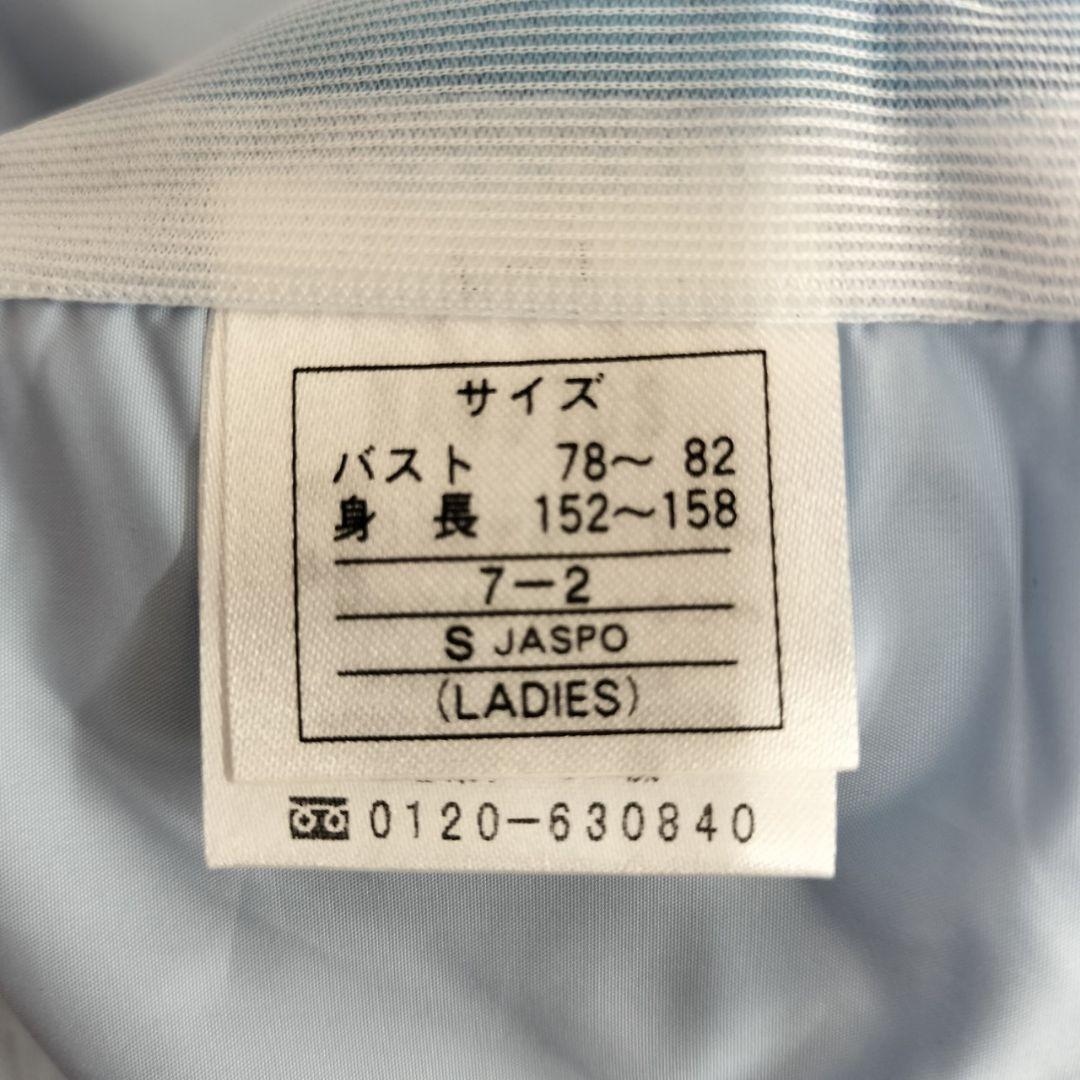 サイズ
バスト 78～ 82
身 長 152～158
7－2
S JASPO
(LADIES)
0120-630840